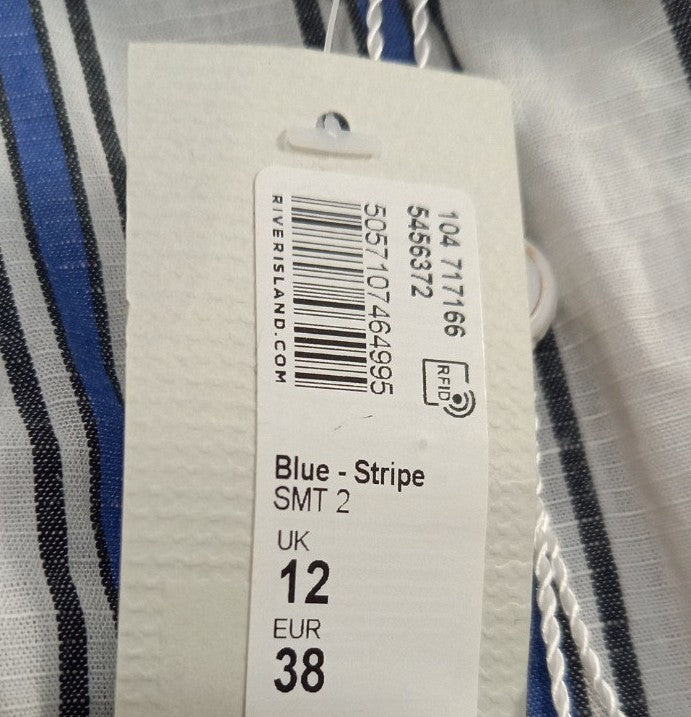 104 717166
5456372
5057107464995
RIVERISLAND.COM
RFID
Blue - Stripe
SMT 2
UK
12
EUR
38